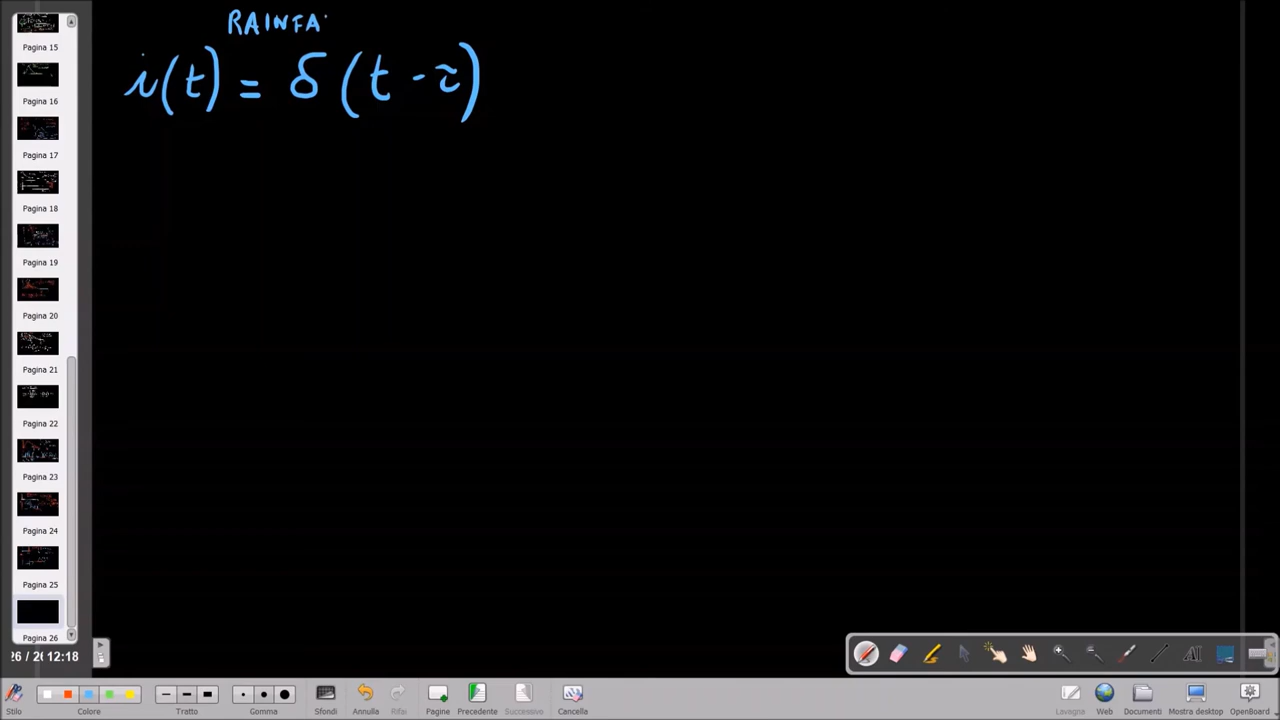 RAINFA
i(t) = δ(t - τ)
Pagina 15
Pagina 16
Pagina 17
Pagina 18
Pagina 19
Pagina 20
Pagina 21
Pagina 22
Pagina 23
Pagina 24
Pagina 25
Pagina 26
12:18
Stilo
Colore
Tratto
Gomma
Sfondi
Annulla
Rifai
Pagine
Precedente
Successivo
Cancella
Lavagna
Web
Documenti
Mostra desktop
OpenBoard